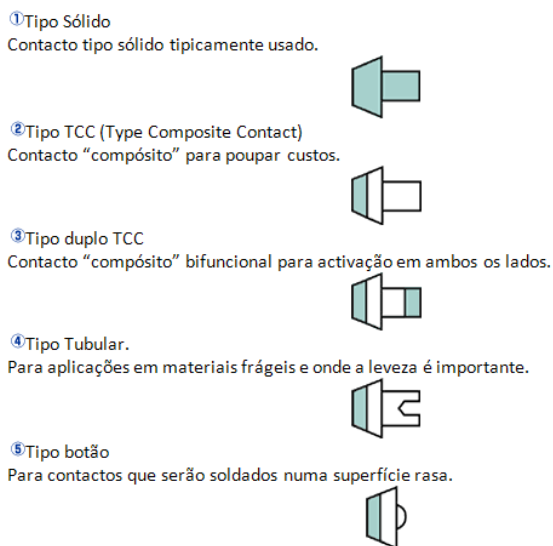 ①Tipo Sólido
Contacto tipo sólido tipicamente usado.
②Tipo TCC (Type Composite Contact)
Contacto “compósito” para poupar custos.
③Tipo duplo TCC
Contacto “compósito” bifuncional para activação em ambos os lados.
④Tipo Tubular.
Para aplicações em materiais frágeis e onde a leveza é importante.
⑤Tipo botão
Para contactos que serão soldados numa superfície rasa.